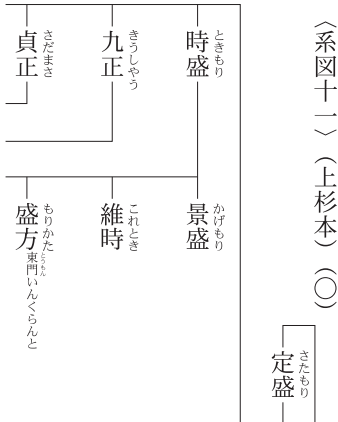 〈系図十一〉（上杉本）（〇）
さたもり
定盛
ときもり
時盛
かげもり
景盛
きうしやう
九正
これとき
維時
さだまさ
貞正
もりかた
盛方
とうもん
東門いんくらんと